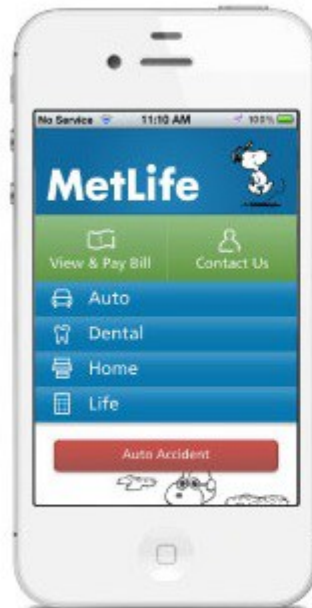 No Service 11:10 AM 100%
MetLife
View & Pay Bill Contact Us
Auto
Dental
Home
Life
Auto Accident